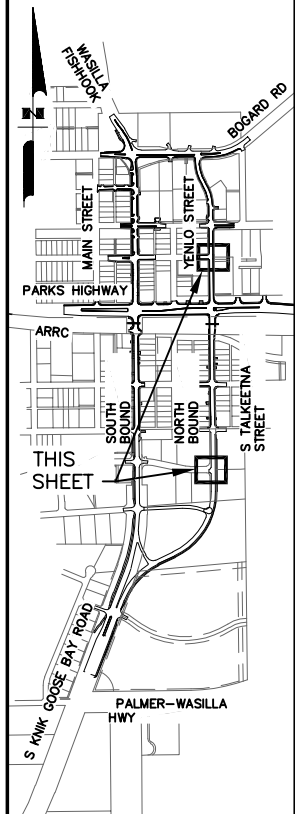 WASILLA
FISHHOOK
N
BOGARD RD
MAIN STREET
YENLO STREET
PARKS HIGHWAY
ARRC
SOUTH
BOUND
NORTH
BOUND
S TALKEETNA
STREET
THIS
SHEET
S KNIK GOOSE BAY ROAD
PALMER-WASILLA
HWY